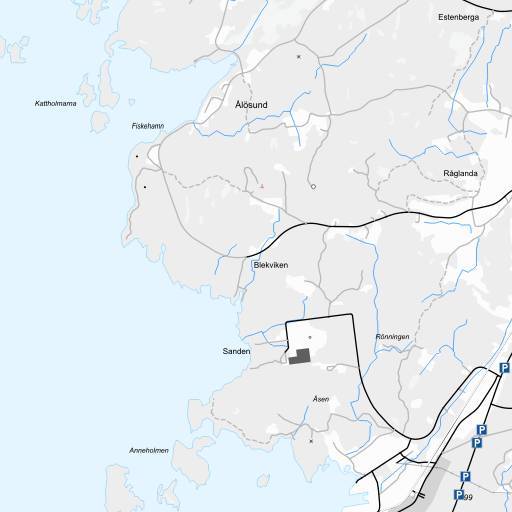 Estenberga
Kattholmarna
Ålösund
Fiskehamn
Råglanda
Blekviken
Rönningen
Sanden
Åsen
Anneholmen
P
P
P
P
P
99